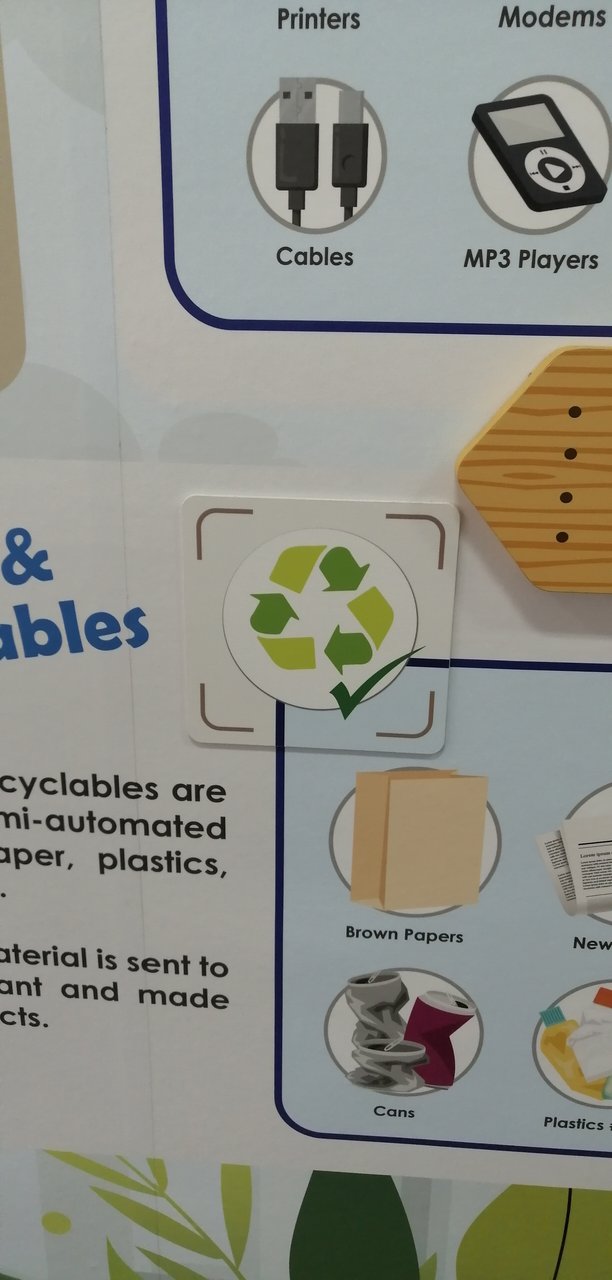 Printers Modems
Cables MP3 Players
&
ables
cyclables are
mi-automated
aper, plastics,
.
aterial is sent to
ant and made
cts.
Brown Papers New
Cans Plastics